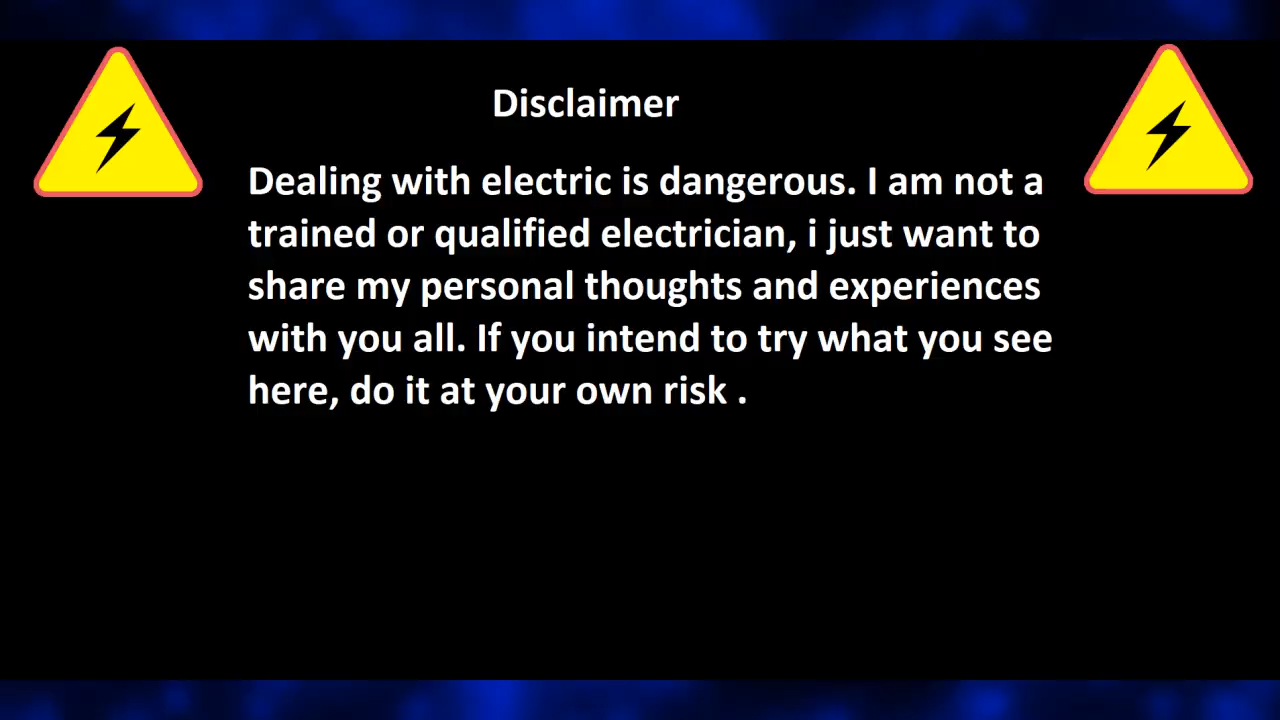 Disclaimer
Dealing with electric is dangerous. I am not a
trained or qualified electrician, i just want to
share my personal thoughts and experiences
with you all. If you intend to try what you see
here, do it at your own risk .